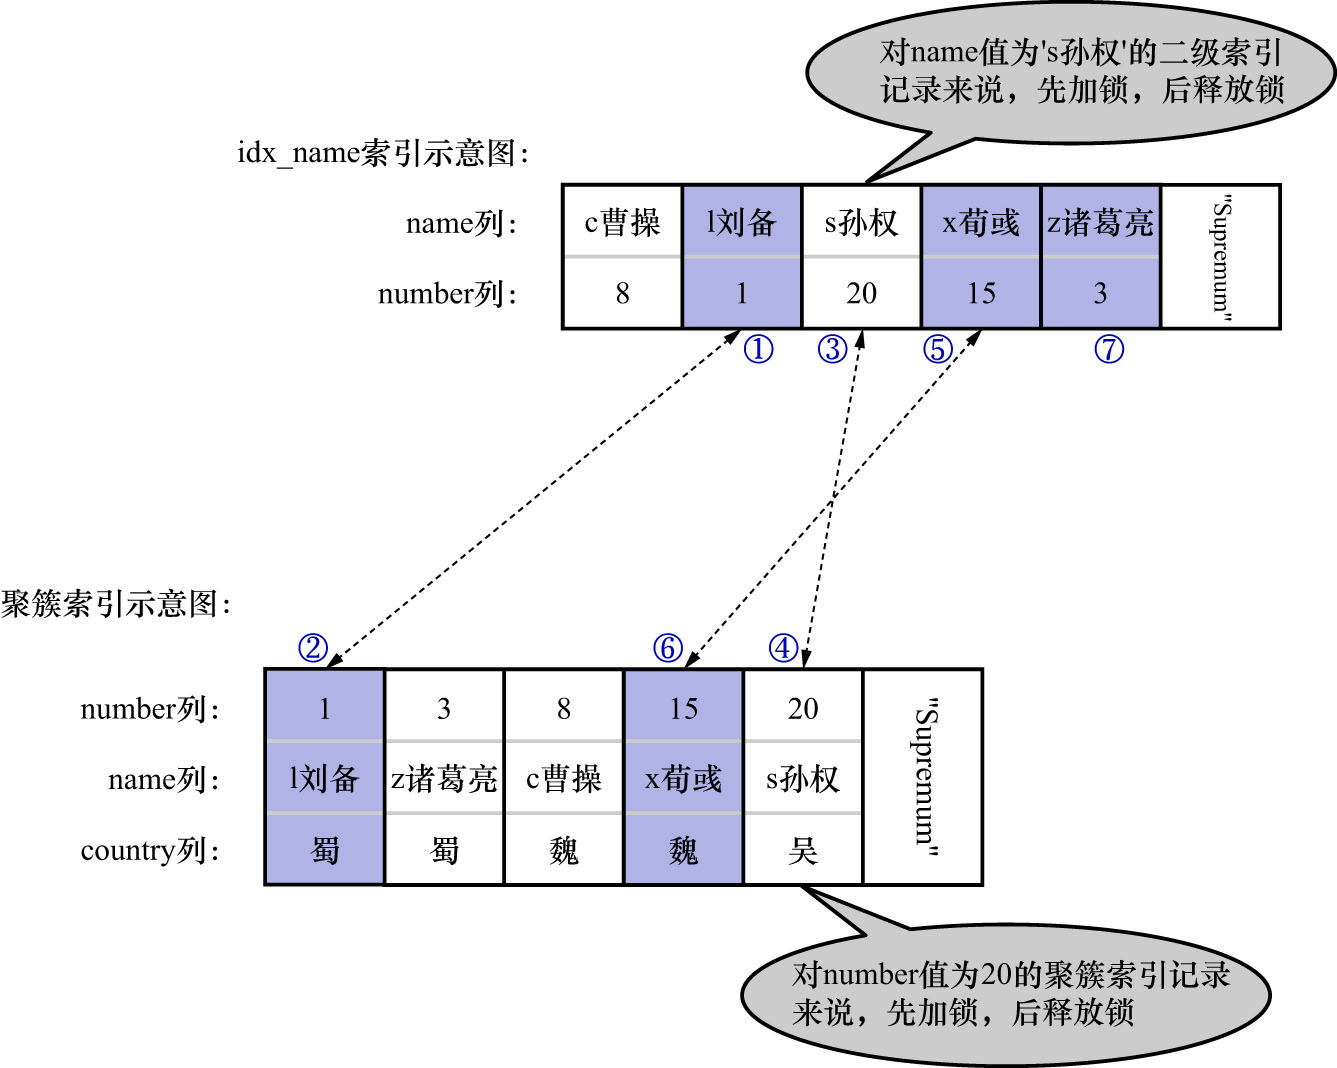 对name值为's孙权'的二级索引
记录来说，先加锁，后释放锁
idx_name索引示意图：
name列： c曹操 l刘备 s孙权 x荀彧 z诸葛亮 "Supremum"
number列： 8 1 20 15 3
① ③ ⑤ ⑦
聚簇索引示意图：
② ⑥ ④
number列： 1 3 8 15 20 "Supremum"
name列： l刘备 z诸葛亮 c曹操 x荀彧 s孙权
country列： 蜀 蜀 魏 魏 吴
对number值为20的聚簇索引记录
来说，先加锁，后释放锁